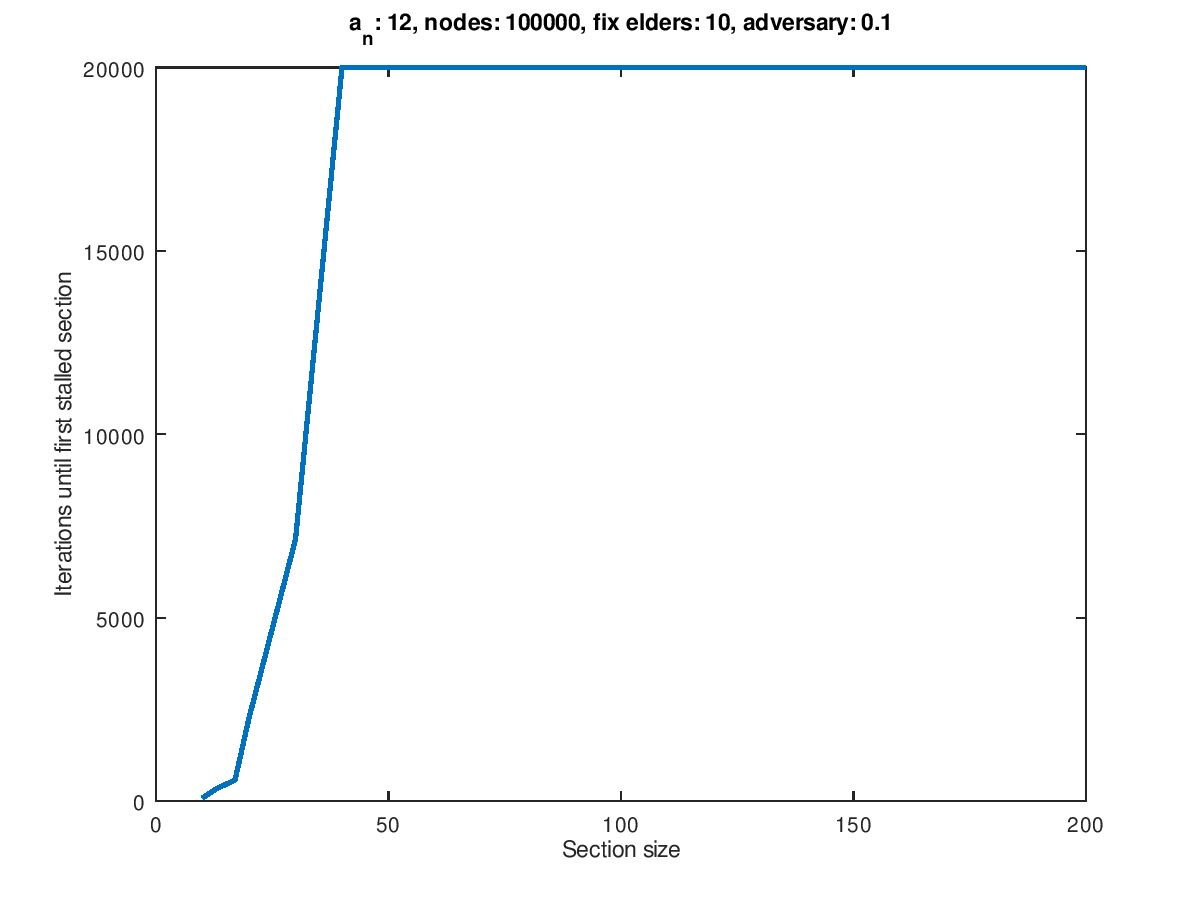 a_n: 12, nodes: 100000, fix elders: 10, adversary: 0.1
20000
15000
10000
5000
0
Iterations until first stalled section
0 50 100 150 200
Section size